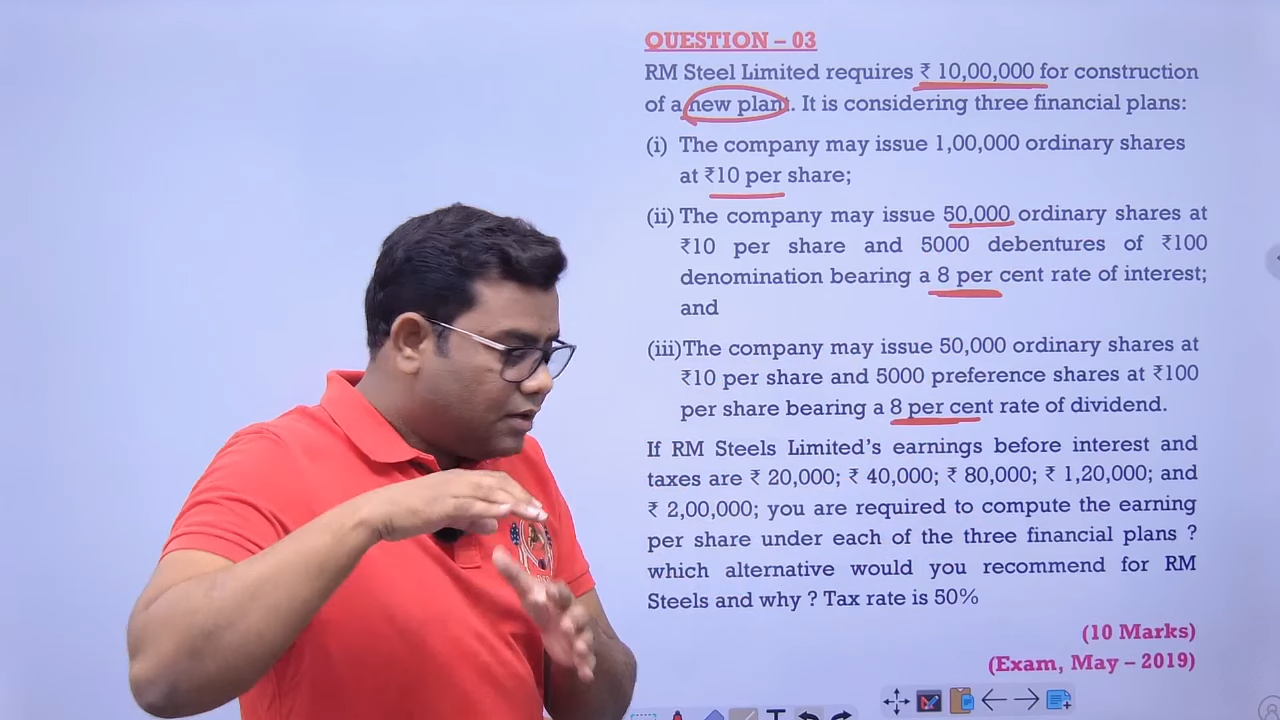 QUESTION – 03
RM Steel Limited requires ₹ 10,00,000 for construction
of a new plant. It is considering three financial plans:
(i) The company may issue 1,00,000 ordinary shares
at ₹10 per share;
(ii) The company may issue 50,000 ordinary shares at
₹10 per share and 5000 debentures of ₹100
denomination bearing a 8 per cent rate of interest;
and
(iii)The company may issue 50,000 ordinary shares at
₹10 per share and 5000 preference shares at ₹100
per share bearing a 8 per cent rate of dividend.
If RM Steels Limited's earnings before interest and
taxes are ₹ 20,000; ₹ 40,000; ₹ 80,000; ₹ 1,20,000; and
₹ 2,00,000; you are required to compute the earning
per share under each of the three financial plans ?
which alternative would you recommend for RM
Steels and why ? Tax rate is 50%
(10 Marks)
(Exam, May – 2019)